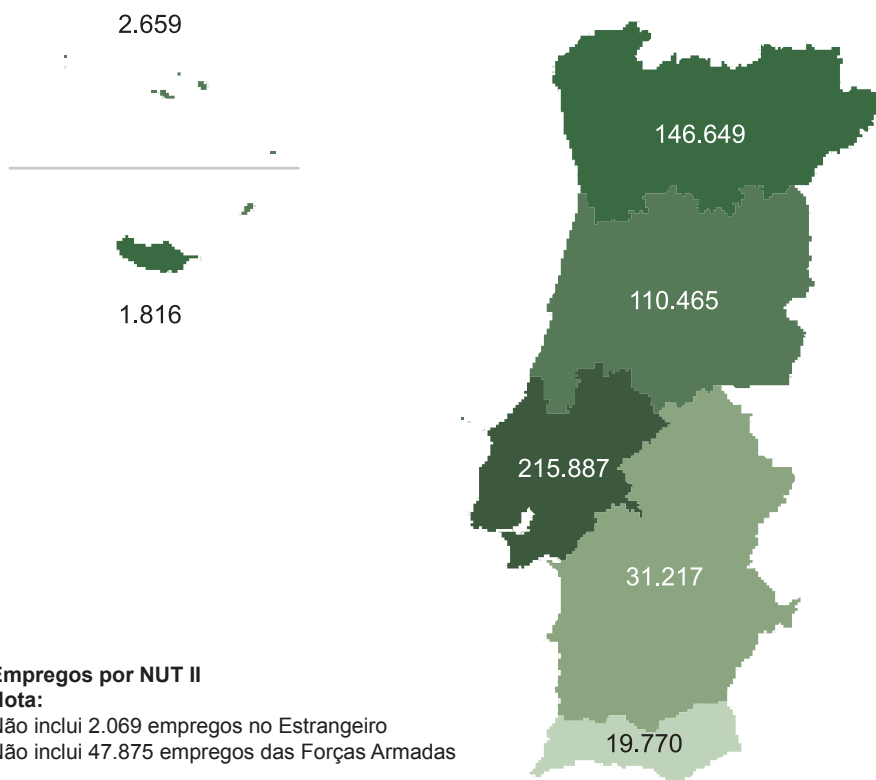 2.659
146.649
110.465
1.816
215.887
31.217
19.770
Empregos por NUT II
Nota:
Não inclui 2.069 empregos no Estrangeiro
Não inclui 47.875 empregos das Forças Armadas